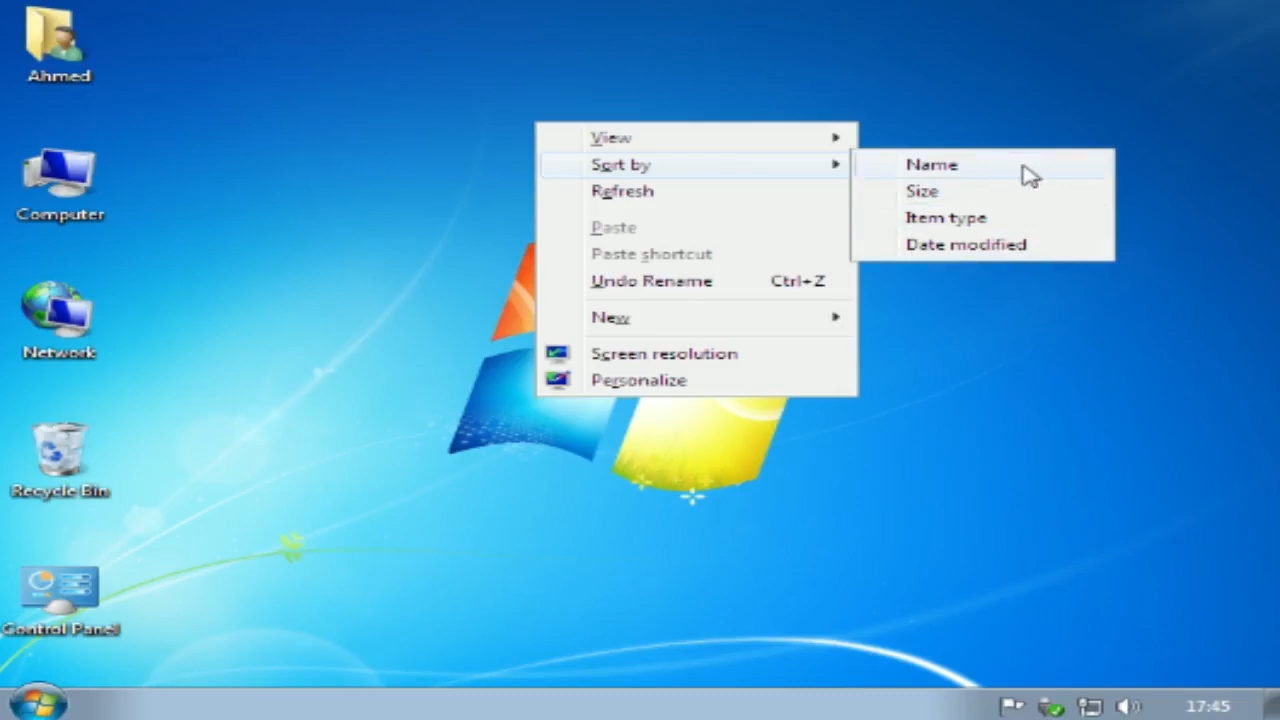 Ahmed
Computer
Network
Recycle Bin
Control Panel
View
Sort by
Refresh
Paste
Paste shortcut
Undo Rename Ctrl+Z
New
Screen resolution
Personalize
Name
Size
Item type
Date modified
17:45